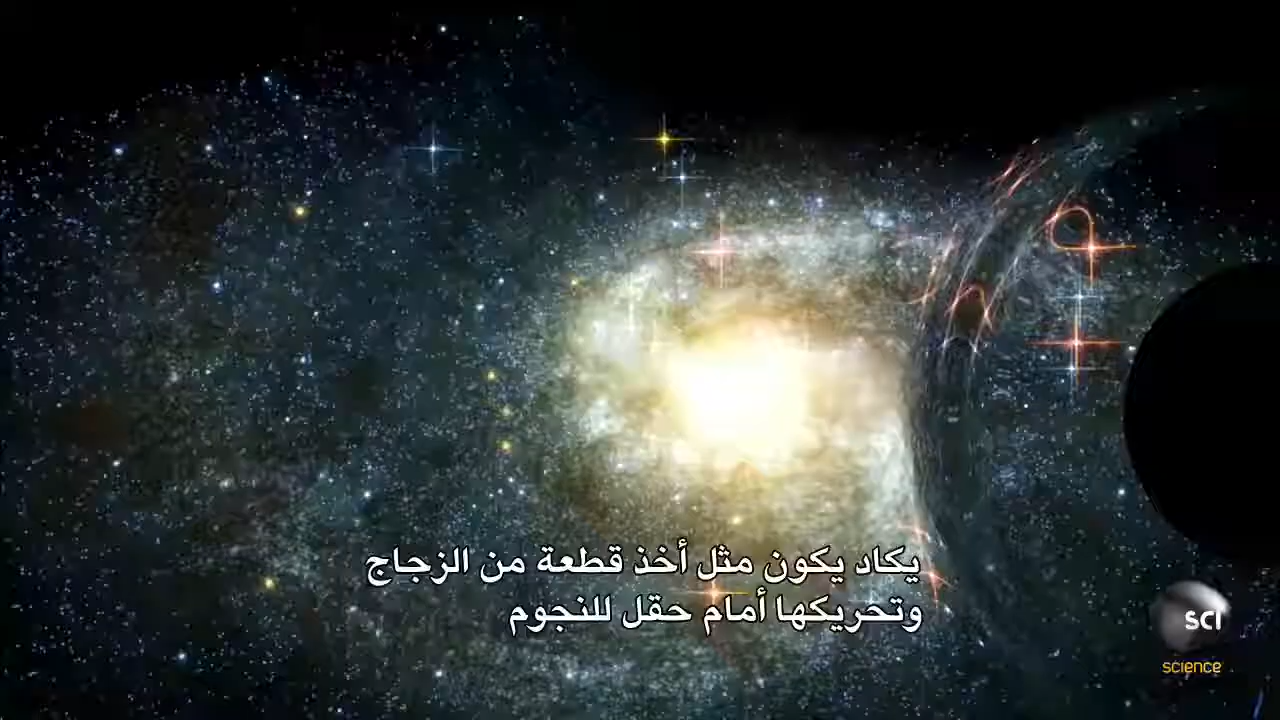 يكاد يكون مثل أخذ قطعة من الزجاج
وتحريكها أمام حقل للنجوم
SCI
science